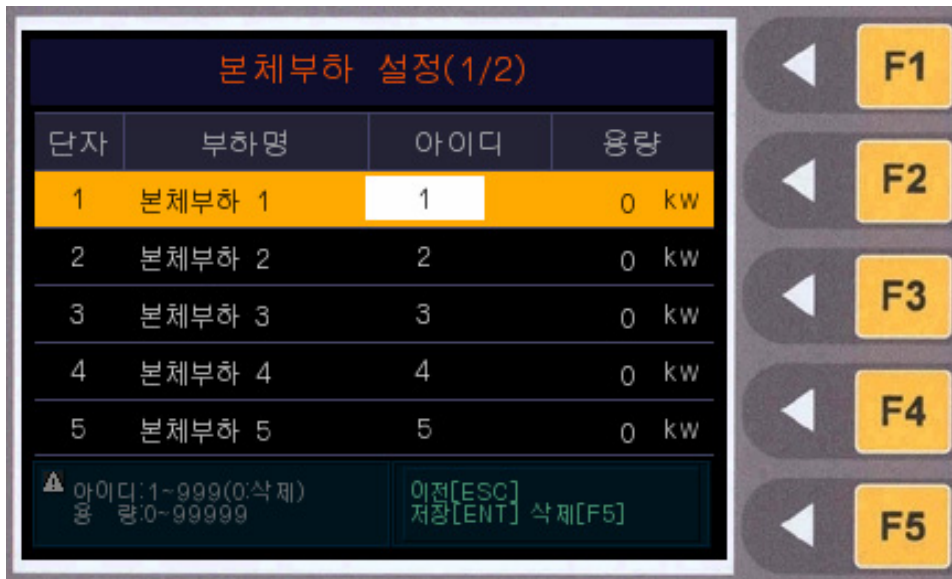 본체부하 설정(1/2)
단자 부하명 아이디 용량
1 본체부하 1 1 0 kw
2 본체부하 2 2 0 kw
3 본체부하 3 3 0 kw
4 본체부하 4 4 0 kw
5 본체부하 5 5 0 kw
아이디:1~999(0:삭제)
용 량:0~99999
이전[ESC]
저장[ENT] 삭제[F5]
F1
F2
F3
F4
F5